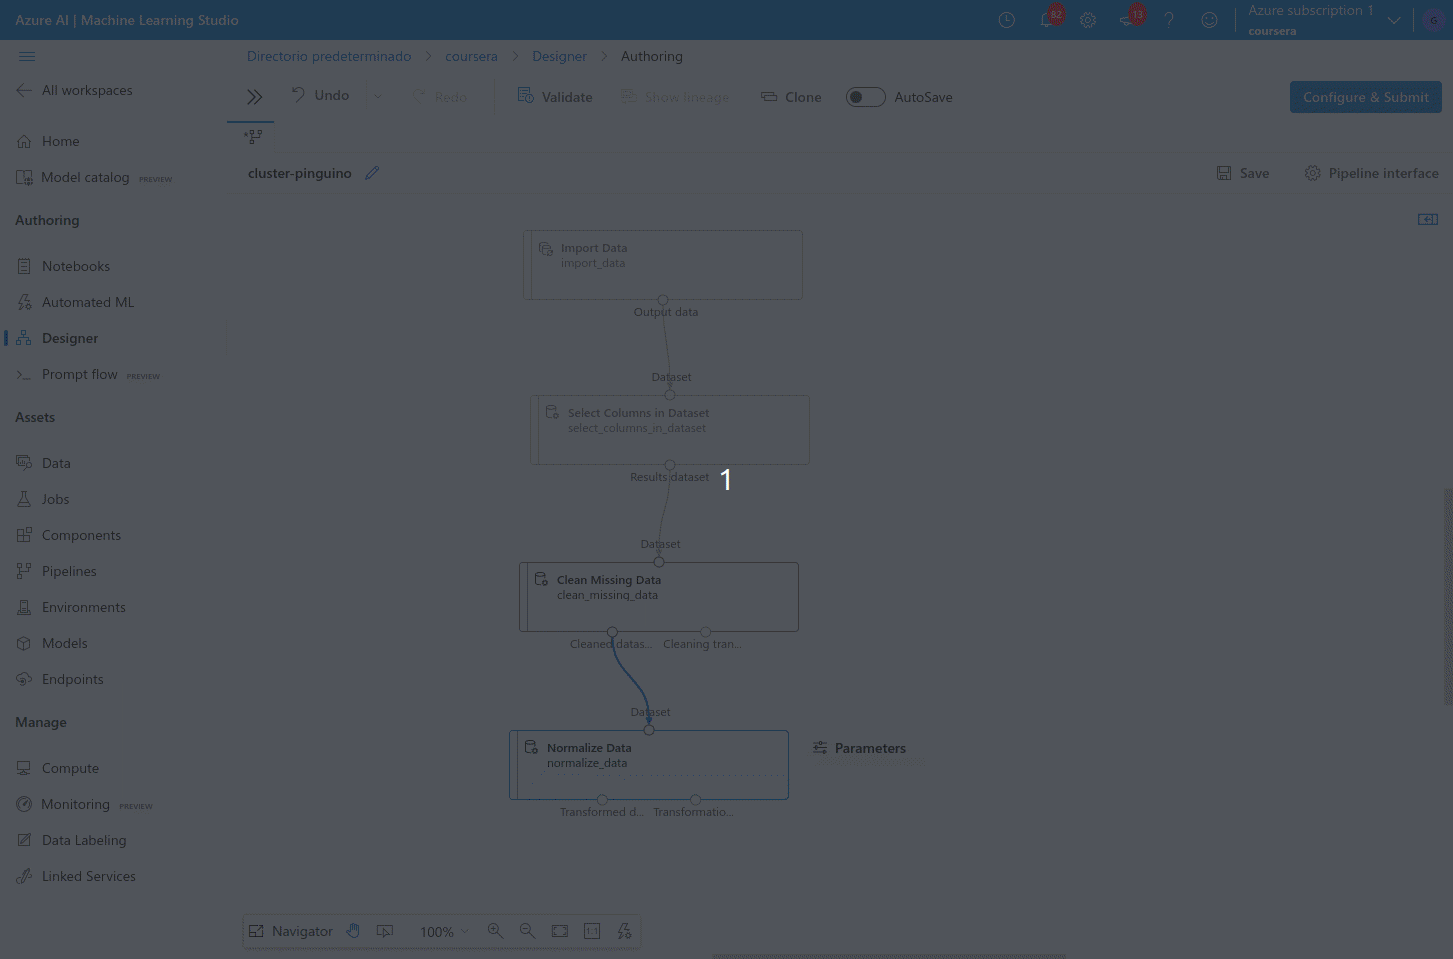 Azure AI | Machine Learning Studio
82
13
Azure subscription 1
coursera
G
All workspaces
Home
Model catalog PREVIEW
Authoring
Notebooks
Automated ML
Designer
Prompt flow PREVIEW
Assets
Data
Jobs
Components
Pipelines
Environments
Models
Endpoints
Manage
Compute
Monitoring PREVIEW
Data Labeling
Linked Services
Directorio predeterminado > coursera > Designer > Authoring
Undo
Redo
Validate
Show lineage
Clone
AutoSave
Configure & Submit
cluster-pinguino
Save
Pipeline interface
Import Data
import_data
Output data
Dataset
Select Columns in Dataset
select_columns_in_dataset
Results dataset
1
Dataset
Clean Missing Data
clean_missing_data
Cleaned datas...
Cleaning tran...
Dataset
Normalize Data
normalize_data
Parameters
Transformed d...
Transformatio...
Navigator
100%
1:1